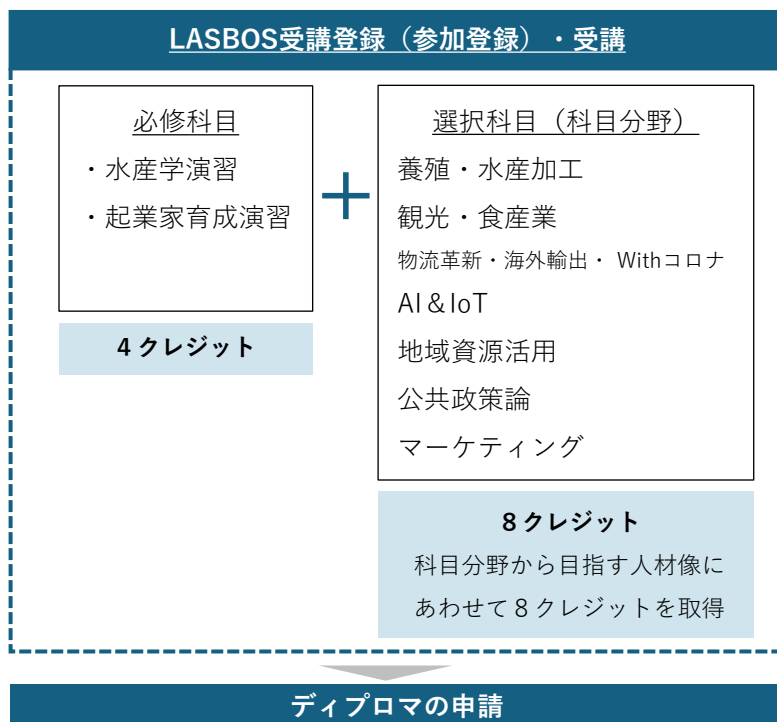 LASBOS受講登録（参加登録）・受講
必修科目
・水産学演習
・起業家育成演習
4クレジット
＋
選択科目（科目分野）
養殖・水産加工
観光・食産業
物流革新・海外輸出・ Withコロナ
AI＆IoT
地域資源活用
公共政策論
マーケティング
8クレジット
科目分野から目指す人材像に
あわせて8クレジットを取得
ディプロマの申請